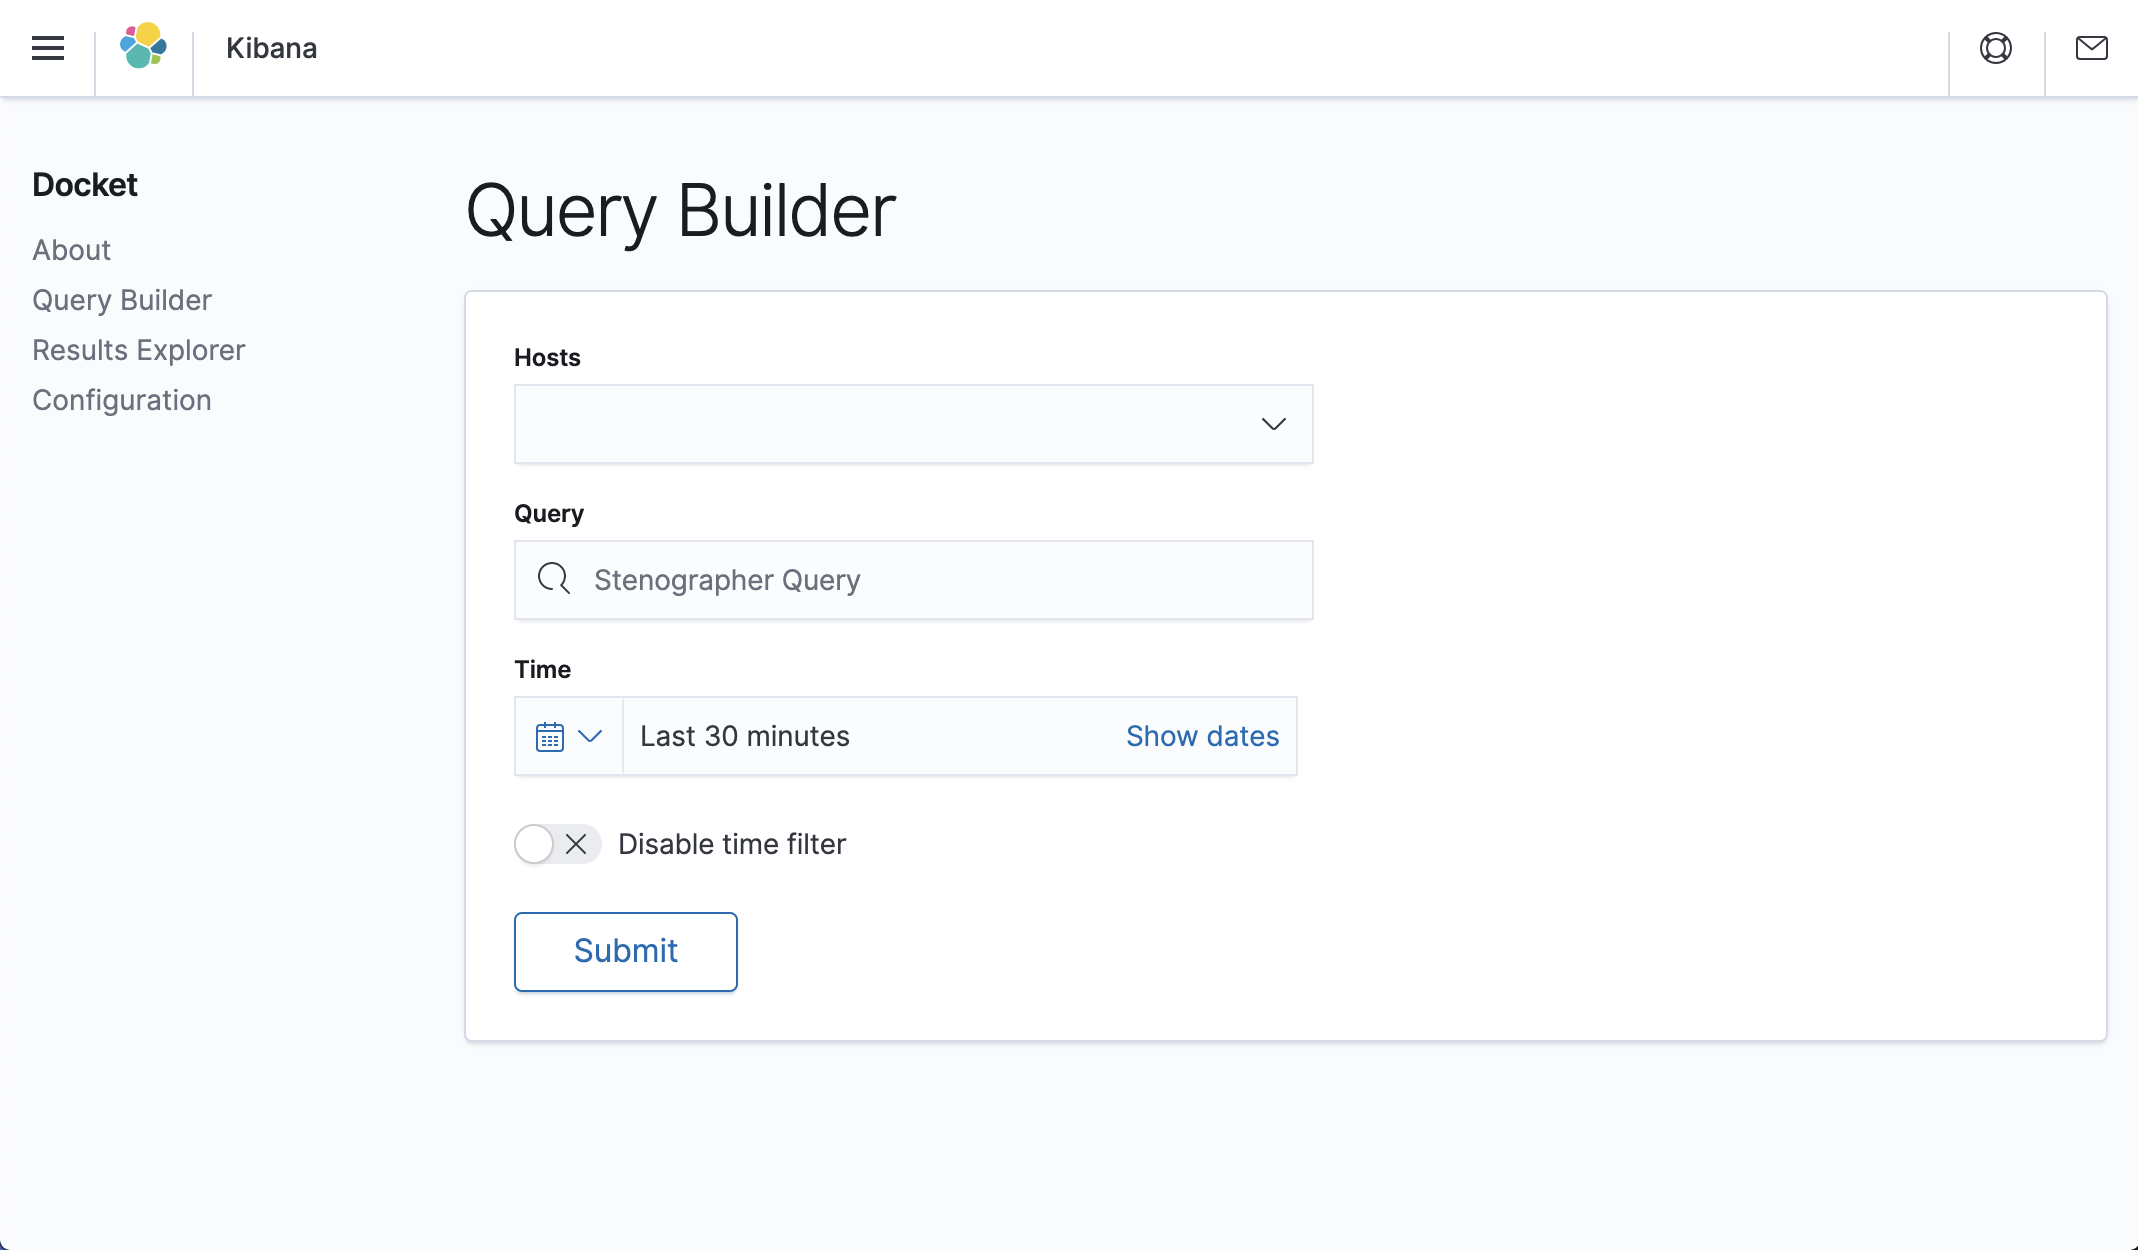 Kibana
Docket
About
Query Builder
Results Explorer
Configuration
Query Builder
Hosts
Query
Stenographer Query
Time
Last 30 minutes Show dates
Disable time filter
Submit